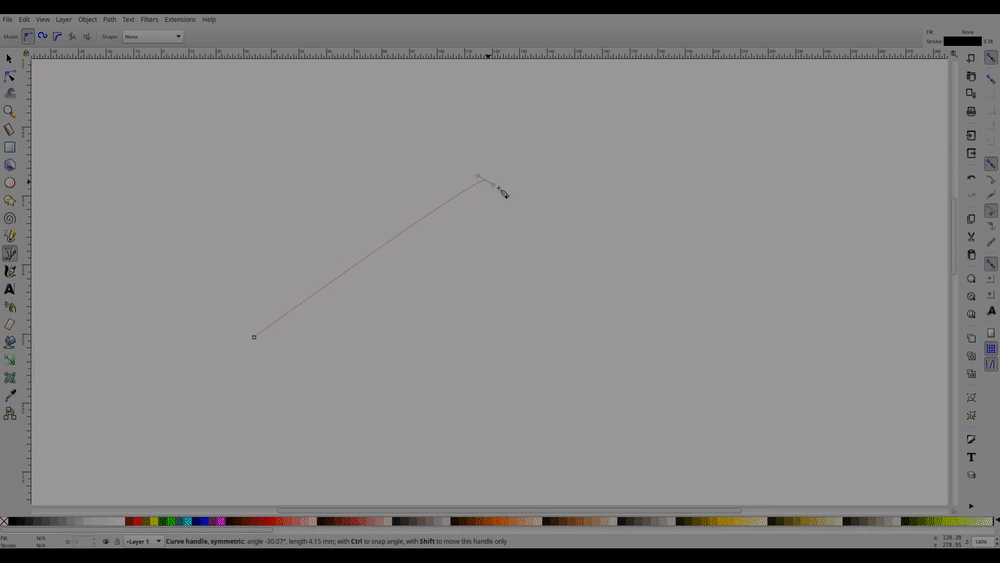 File Edit View Layer Object Path Text Filters Extensions Help
Mode: Shape: None
Fill: None
Stroke: 3.78
Fill: N/A
Stroke: N/A
O:
•Layer 1
Curve handle, symmetric: angle -30.07°, length 4.15 mm; with Ctrl to snap angle, with Shift to move this handle only
X: 120.39
Y: 278.95
Z: 140%